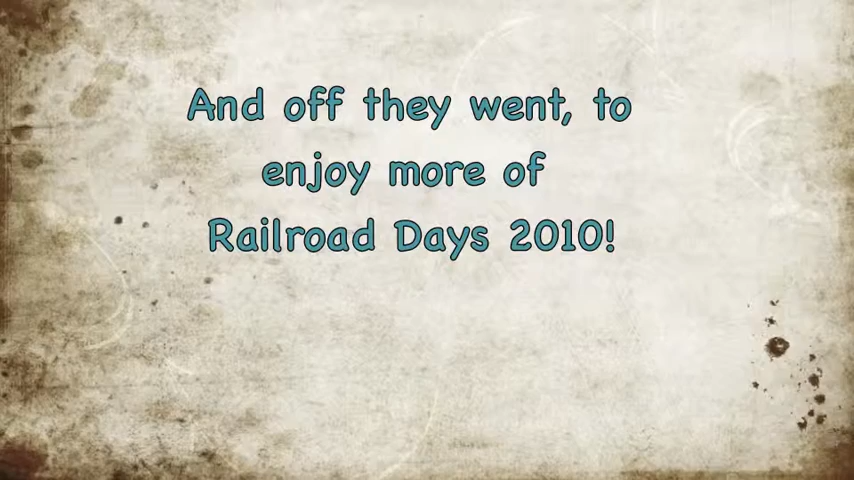 And off they went, to
enjoy more of
Railroad Days 2010!